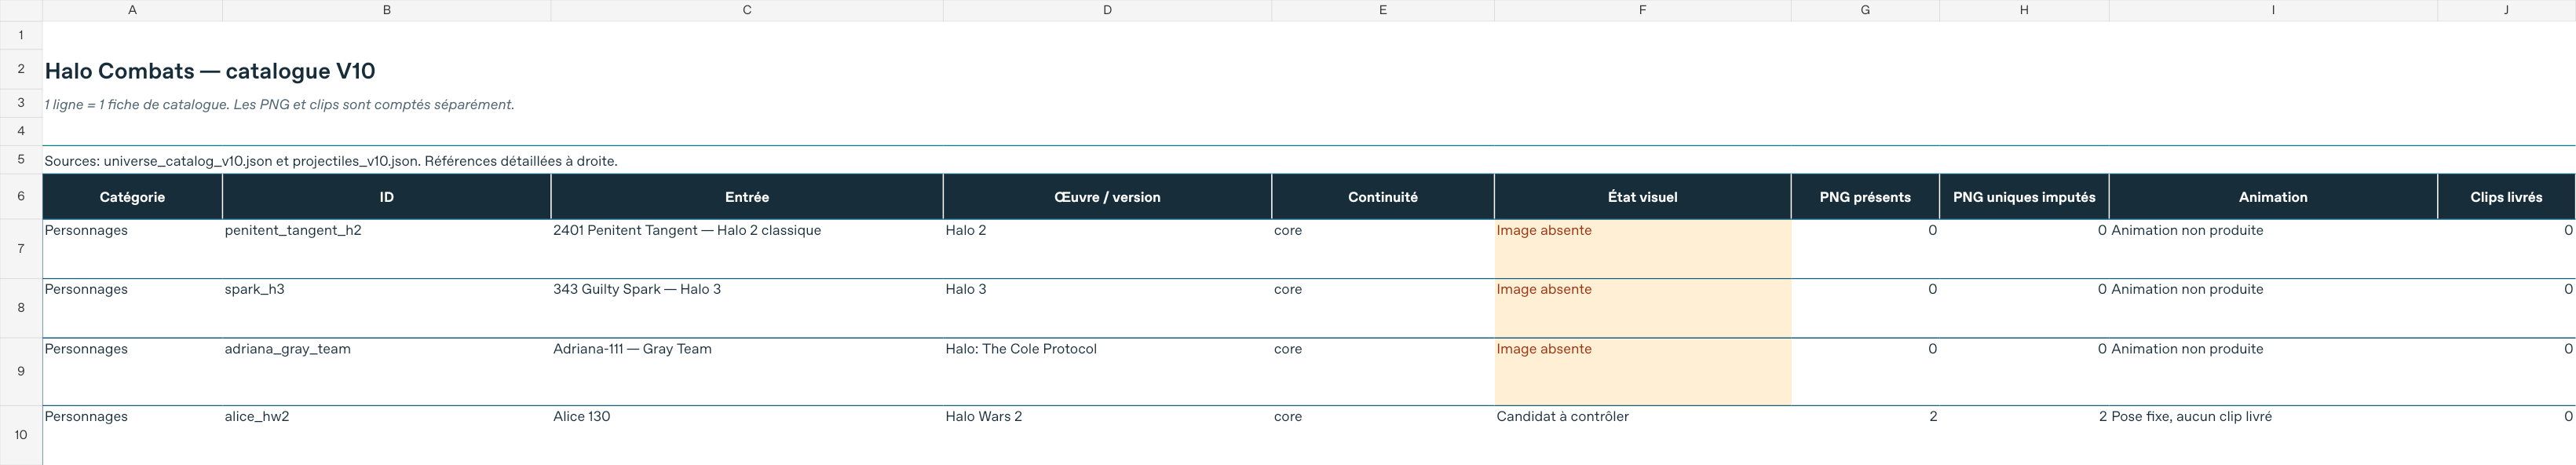 A B C D E F G H I J
1
2 Halo Combats — catalogue V10
3 1 ligne = 1 fiche de catalogue. Les PNG et clips sont comptés séparément.
4
5 Sources: universe_catalog_v10.json et projectiles_v10.json. Références détaillées à droite.
6 Catégorie ID Entrée Œuvre / version Continuité État visuel PNG présents PNG uniques imputés Animation Clips livrés
7 Personnages penitent_tangent_h2 2401 Penitent Tangent — Halo 2 classique Halo 2 core Image absente 0 0 Animation non produite 0
8 Personnages spark_h3 343 Guilty Spark — Halo 3 Halo 3 core Image absente 0 0 Animation non produite 0
9 Personnages adriana_gray_team Adriana-111 — Gray Team Halo: The Cole Protocol core Image absente 0 0 Animation non produite 0
10 Personnages alice_hw2 Alice 130 Halo Wars 2 core Candidat à contrôler 2 2 Pose fixe, aucun clip livré 0